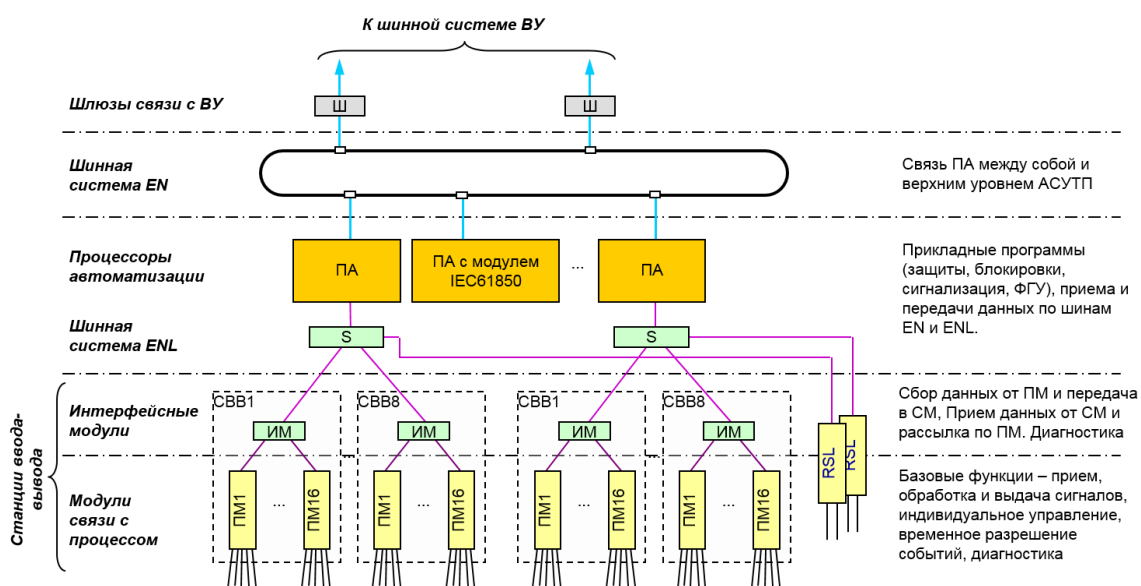 К шинной системе ВУ
Шлюзы связи с ВУ
Ш
Ш
Шинная
система EN
Связь ПА между собой и
верхним уровнем АСУТП
Процессоры
автоматизации
ПА
ПА с модулем
IEC61850
...
ПА
Прикладные программы
(защиты, блокировки,
сигнализация, ФГУ), приема и
передачи данных по шинам
EN и ENL.
Шинная
система ENL
S
S
Станции ввода-
вывода
Интерфейсные
модули
СВВ1
СВВ8
СВВ1
СВВ8
ИМ
...
ИМ
ИМ
...
ИМ
RSL
RSL
Сбор данных от ПМ и передача
в СМ, Прием данных от СМ и
рассылка по ПМ. Диагностика
Модули
связи с
процессом
ПМ1
...
ПМ16
ПМ1
...
ПМ16
ПМ1
...
ПМ16
ПМ1
...
ПМ16
Базовые функции – прием,
обработка и выдача сигналов,
индивидуальное управление,
временное разрешение
событий, диагностика